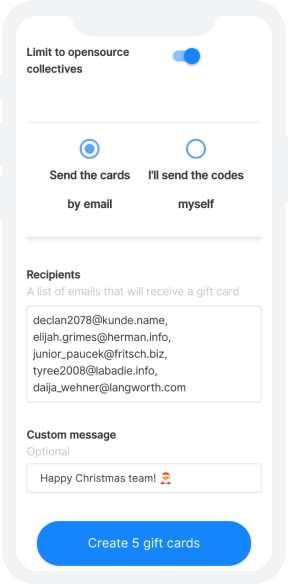 Limit to opensource
collectives
Send the cards
by email
I'll send the codes
myself
Recipients
A list of emails that will receive a gift card
declan2078@kunde.name,
elijah.grimes@herman.info,
junior_paucek@fritsch.biz,
tyree2008@labadie.info,
daija_wehner@langworth.com
Custom message
Optional
Happy Christmas team! 🎅
Create 5 gift cards